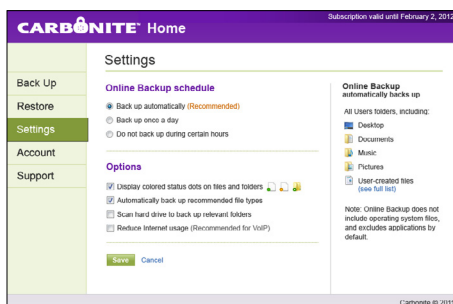 Subscription valid until February 2, 2012
CARBONITE Home
Settings
Back Up
Restore
Settings
Account
Support
Online Backup schedule
Back up automatically (Recommended)
Back up once a day
Do not back up during certain hours
Options
Display colored status dots on files and folders
Automatically back up recommended file types
Scan hard drive to back up relevant folders
Reduce Internet usage (Recommended for VoIP)
Save Cancel
Online Backup
automatically backs up
All Users folders, including:
Desktop
Documents
Music
Pictures
User-created files
(see full list)
Note: Online Backup does not
include operating system files,
and excludes applications by
default.
Carbonite ©